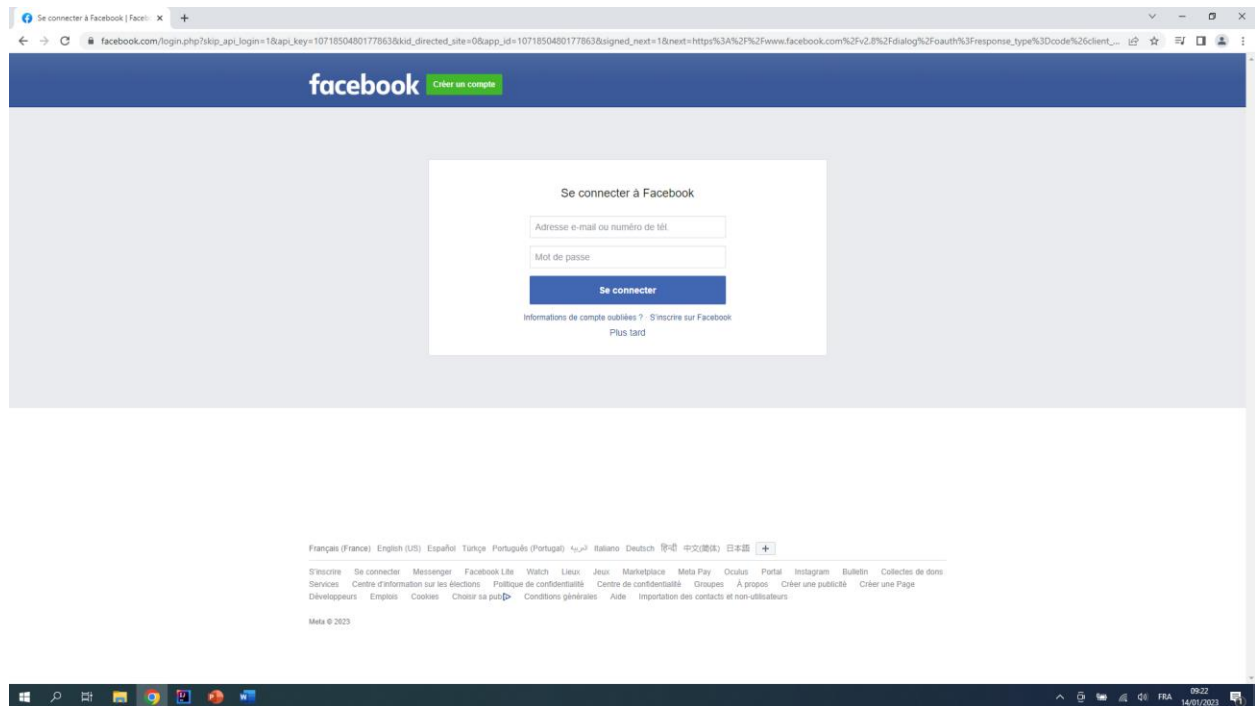 Se connecter à Facebook | Faceb
facebook.com/login.php?skip_api_login=1&api_key=1071850480177863&kid_directed_site=0&app_id=1071850480177863&signed_next=1&next=https%3A%2F%2Fwww.facebook.com%2Fv2.8%2Fdialog%2Foauth%3Fresponse_type%3Dcode%26client_...
facebook Créer un compte
Se connecter à Facebook
Adresse e-mail ou numéro de tél.
Mot de passe
Se connecter
Informations de compte oubliées ? · S'inscrire sur Facebook
Plus tard
Français (France) English (US) Español Türkçe Português (Portugal) العربية Italiano Deutsch हिन्दी 中文(简体) 日本語 +
S'inscrire Se connecter Messenger Facebook Lite Watch Lieux Jeux Marketplace Meta Pay Oculus Portal Instagram Bulletin Collectes de dons
Services Centre d'information sur les élections Politique de confidentialité Centre de confidentialité Groupes À propos Créer une publicité Créer une Page
Développeurs Emplois Cookies Choisir sa pub Conditions générales Aide Importation des contacts et non-utilisateurs
Meta © 2023
FRA 09:22
14/01/2023